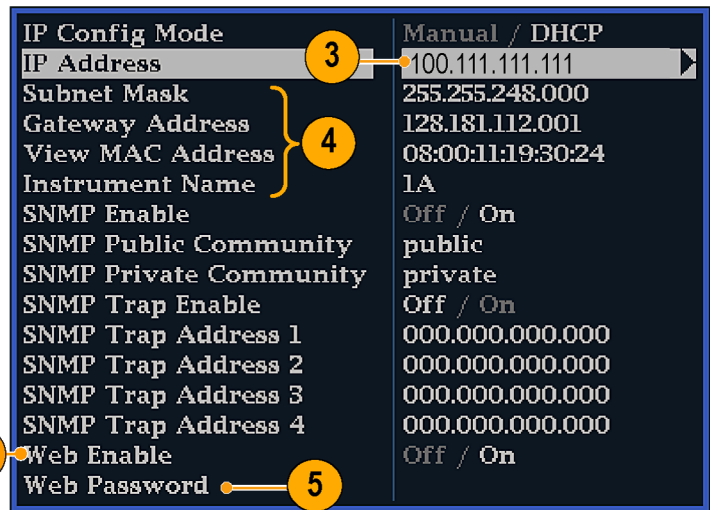 IP Config Mode Manual / DHCP
IP Address 3 100.111.111.111
Subnet Mask 255.255.248.000
Gateway Address 128.181.112.001
4
View MAC Address 08:00:11:19:30:24
Instrument Name 1A
SNMP Enable Off / On
SNMP Public Community public
SNMP Private Community private
SNMP Trap Enable Off / On
SNMP Trap Address 1 000.000.000.000
SNMP Trap Address 2 000.000.000.000
SNMP Trap Address 3 000.000.000.000
SNMP Trap Address 4 000.000.000.000
Web Enable Off / On
Web Password 5